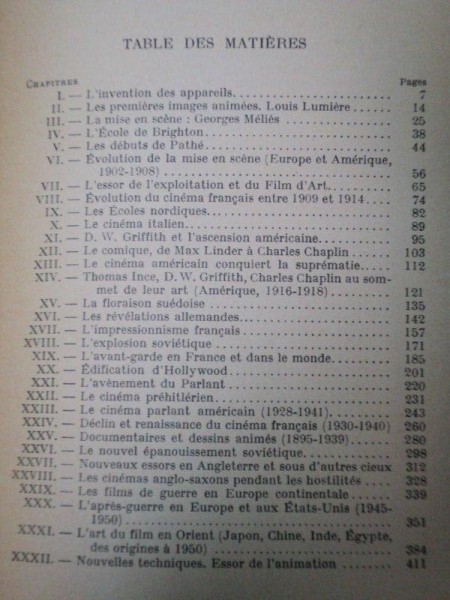 TABLE DES MATIÈRES
CHAPITRES Pages
I. — L'invention des appareils. 7
II. — Les premières images animées. Louis Lumière 14
III. — La mise en scène : Georges Méliès 25
IV. — L'École de Brighton 38
V. — Les débuts de Pathé 44
VI. — Évolution de la mise en scène (Europe et Amérique,
1902-1908) 56
VII. — L'essor de l'exploitation et du Film d'Art. 65
VIII. — Évolution du cinéma français entre 1909 et 1914. 74
IX. — Les Écoles nordiques. 82
X. — Le cinéma italien. 89
XI. — D. W. Griffith et l'ascension américaine. 95
XII. — Le comique, de Max Linder à Charles Chaplin 103
XIII. — Le cinéma américain conquiert la suprématie. 112
XIV. — Thomas Ince, D. W. Griffith, Charles Chaplin au som-
met de leur art (Amérique, 1916-1918) 121
XV. — La floraison suédoise 135
XVI. — Les révélations allemandes. 142
XVII. — L'impressionnisme français 157
XVIII. — L'explosion soviétique 171
XIX. — L'avant-garde en France et dans le monde. 185
XX. — Édification d'Hollywood 201
XXI. — L'avènement du Parlant 220
XXII. — Le cinéma préhitlérien. 231
XXIII. — Le cinéma parlant américain (1928-1941). 243
XXIV. — Déclin et renaissance du cinéma français (1930-1940) 260
XXV. — Documentaires et dessins animés (1895-1939). 280
XXVI. — Le nouvel épanouissement soviétique. 298
XXVII. — Nouveaux essors en Angleterre et sous d'autres cieux 312
XXVIII. — Les cinémas anglo-saxons pendant les hostilités 328
XXIX. — Les films de guerre en Europe continentale 339
XXX. — L'après-guerre en Europe et aux États-Unis (1945-
1950) 351
XXXI. — L'art du film en Orient (Japon, Chine, Inde, Égypte,
des origines à 1950) 384
XXXII. — Nouvelles techniques. Essor de l'animation 411